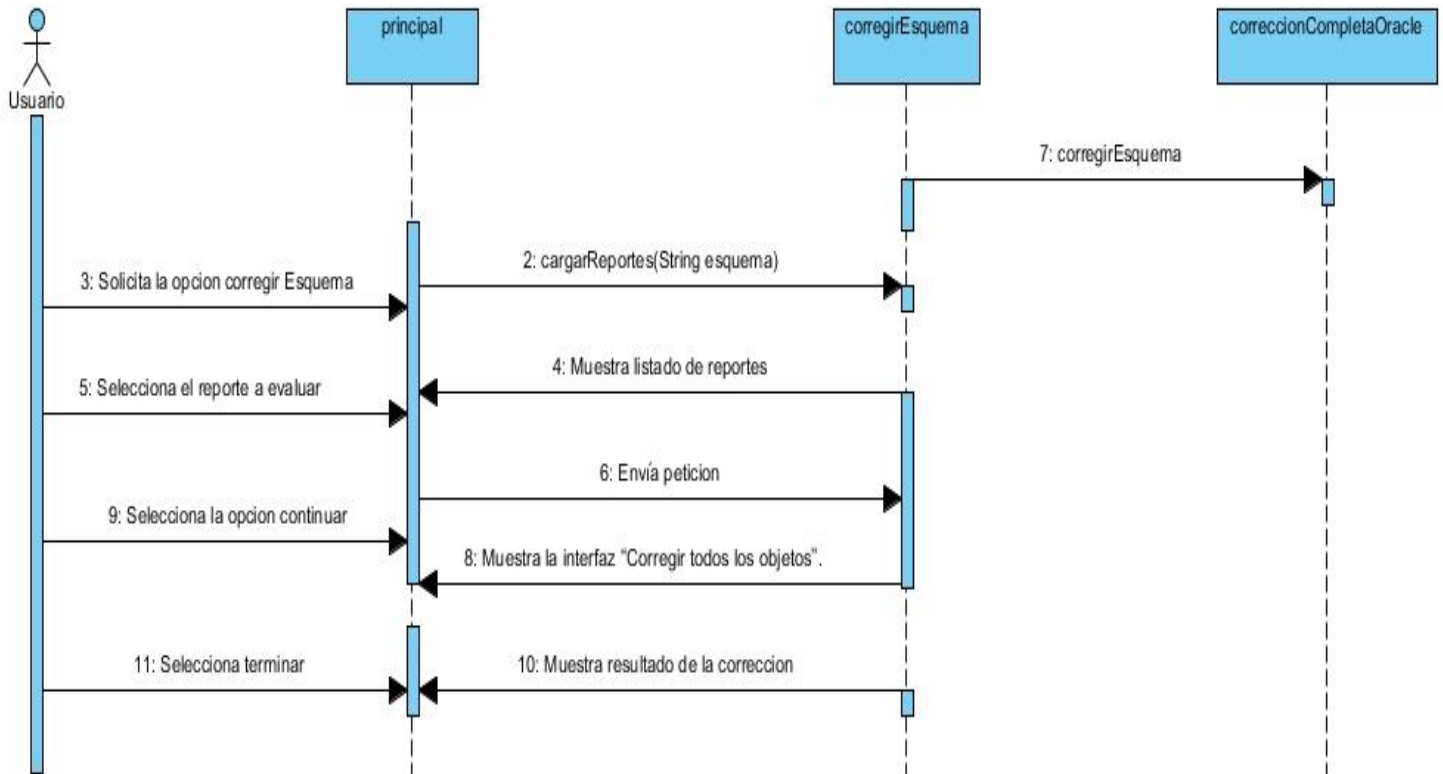 principal
corregirEsquema
correccionCompletaOracle
Usuario
7: corregirEsquema
2: cargarReportes(String esquema)
3: Solicita la opcion corregir Esquema
4: Muestra listado de reportes
5: Selecciona el reporte a evaluar
6: Envía peticion
9: Selecciona la opcion continuar
8: Muestra la interfaz “Corregir todos los objetos”.
11: Selecciona terminar
10: Muestra resultado de la correccion